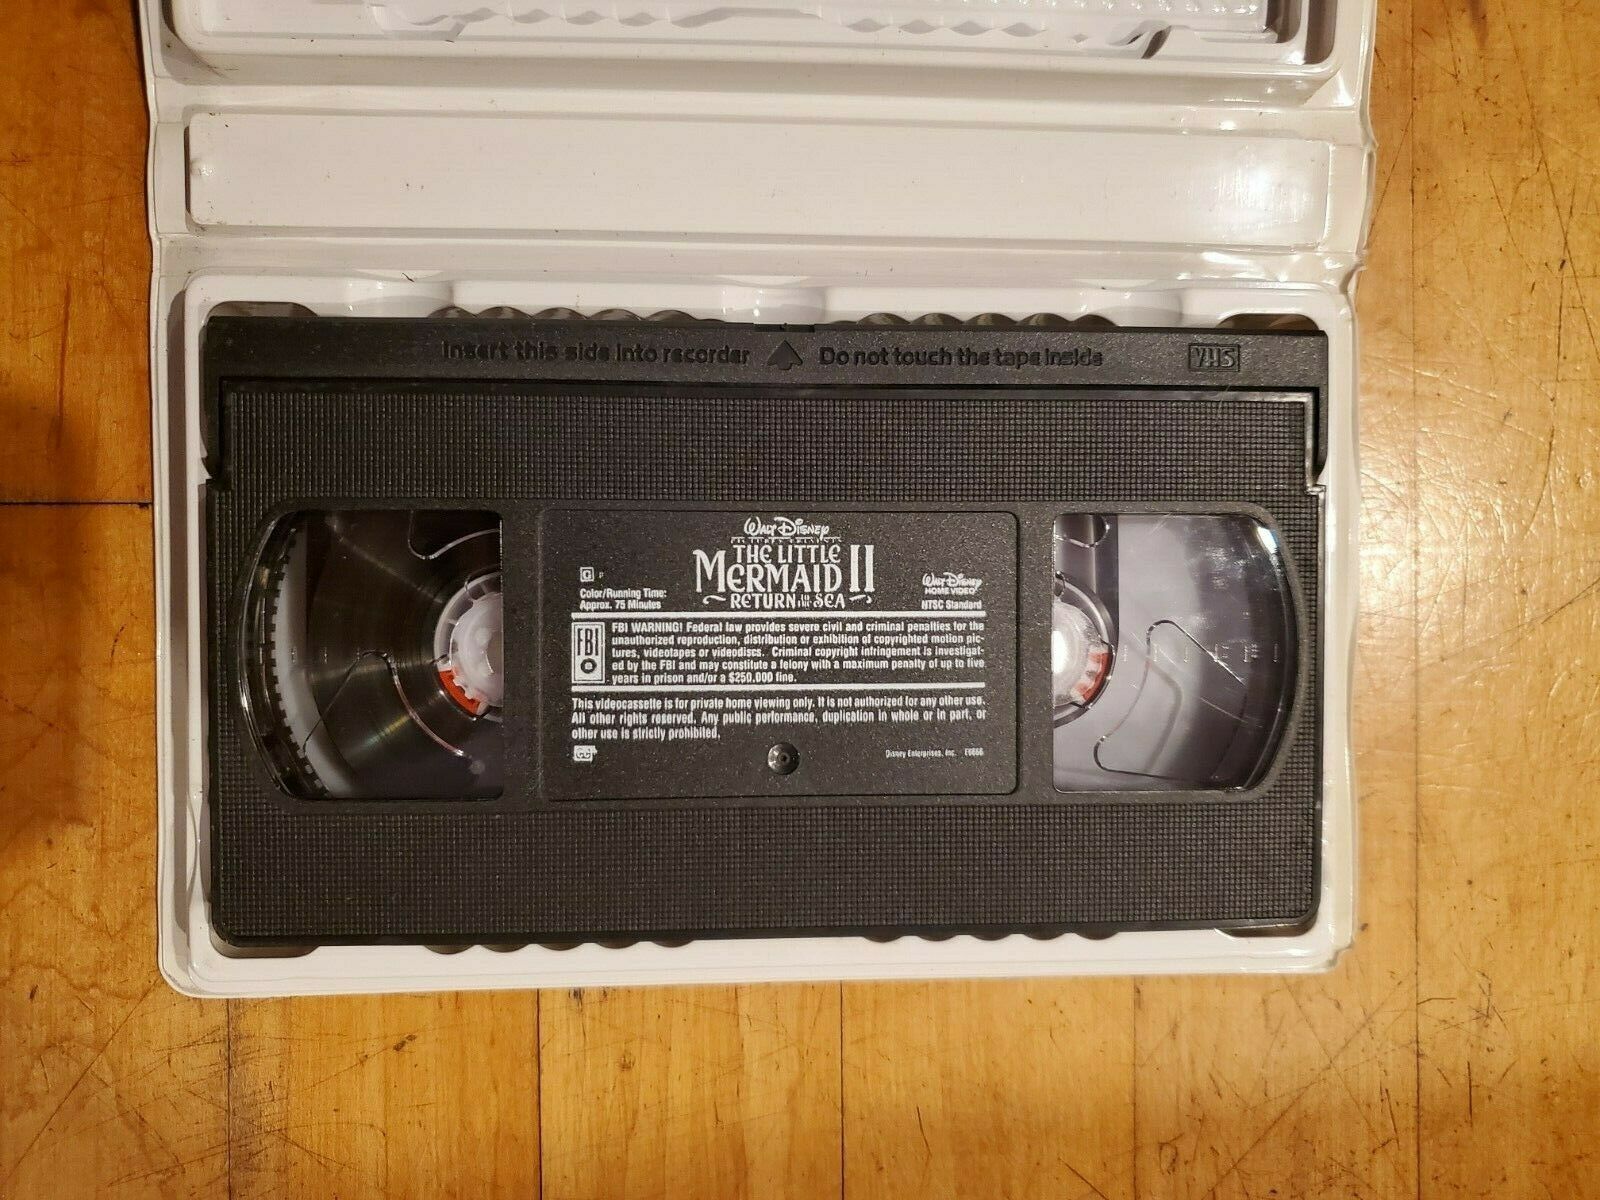 Insert this side into recorder Do not touch the tape inside VHS
WALT DISNEY
PICTURES PRESENTS
THE LITTLE
MERMAID II
RETURN TO THE SEA
G
Color/Running Time:
Approx. 75 Minutes
WALT DISNEY
HOME VIDEO
NTSC Standard
FBI
FBI WARNING! Federal law provides severe civil and criminal penalties for the
unauthorized reproduction, distribution or exhibition of copyrighted motion pic-
tures, videotapes or videodiscs. Criminal copyright infringement is investigat-
ed by the FBI and may constitute a felony with a maximum penalty of up to five
years in prison and/or a $250,000 fine.
This videocassette is for private home viewing only. It is not authorized for any other use.
All other rights reserved. Any public performance, duplication in whole or in part, or
other use is strictly prohibited.
Disney Enterprises, Inc.